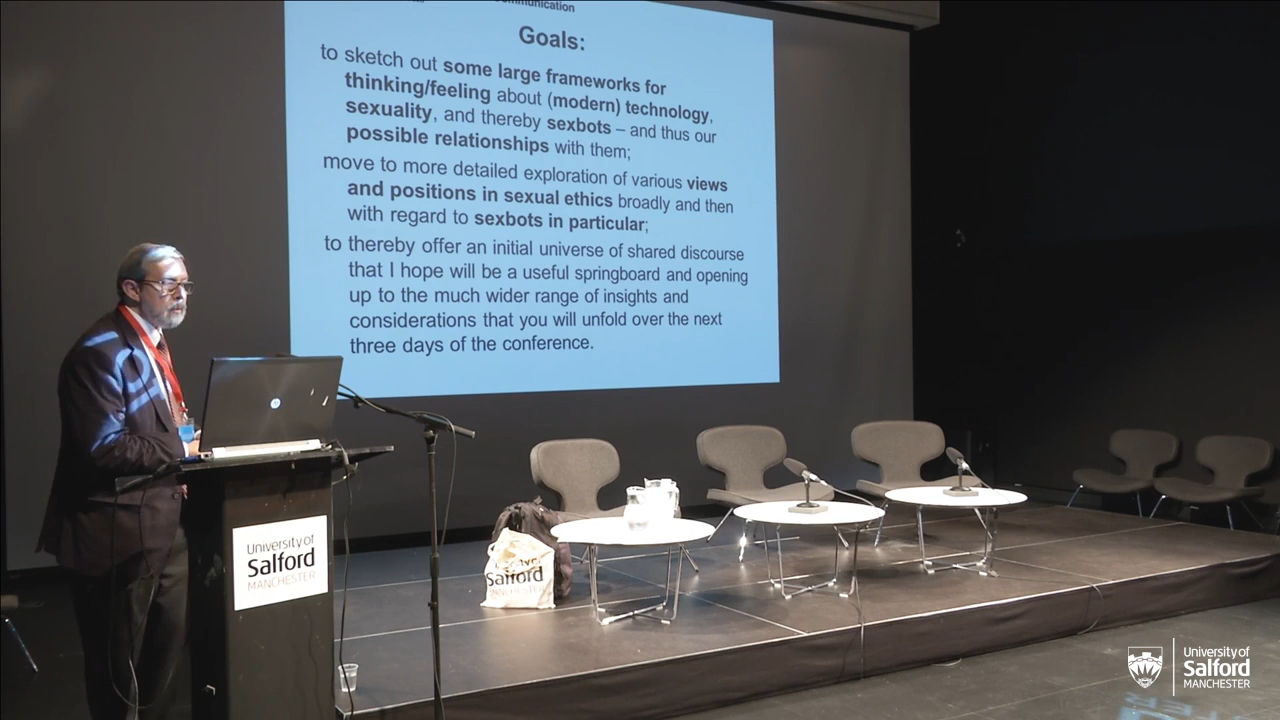 Goals:
to sketch out some large frameworks for
thinking/feeling about (modern) technology,
sexuality, and thereby sexbots – and thus our
possible relationships with them;
move to more detailed exploration of various views
and positions in sexual ethics broadly and then
with regard to sexbots in particular;
to thereby offer an initial universe of shared discourse
that I hope will be a useful springboard and opening
up to the much wider range of insights and
considerations that you will unfold over the next
three days of the conference.
hp
University of
Salford
MANCHESTER
Salford
MANCHESTER
University of
Salford
MANCHESTER